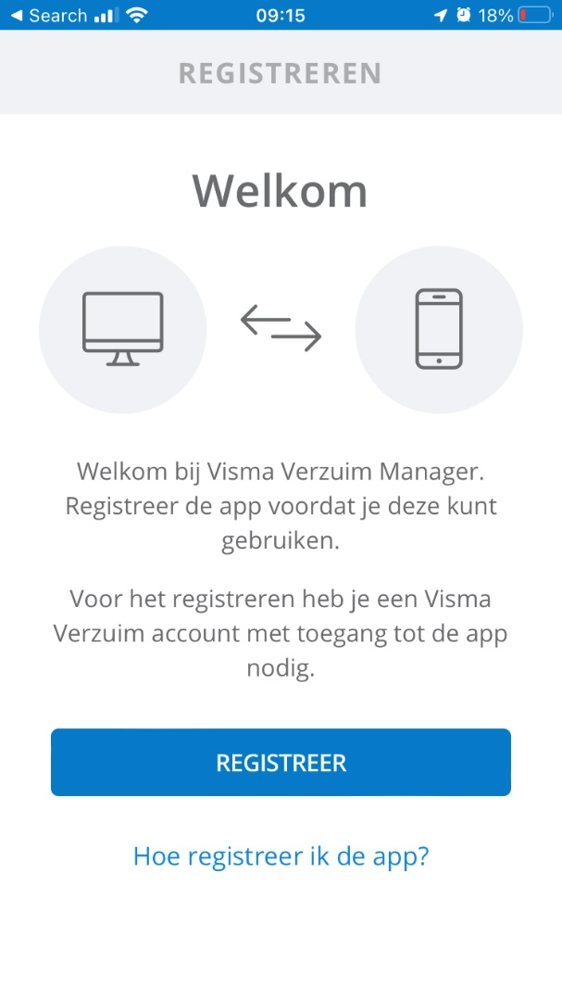 Search 09:15 18%
REGISTREREN
Welkom
Welkom bij Visma Verzuim Manager.
Registreer de app voordat je deze kunt
gebruiken.
Voor het registreren heb je een Visma
Verzuim account met toegang tot de app
nodig.
REGISTREER
Hoe registreer ik de app?